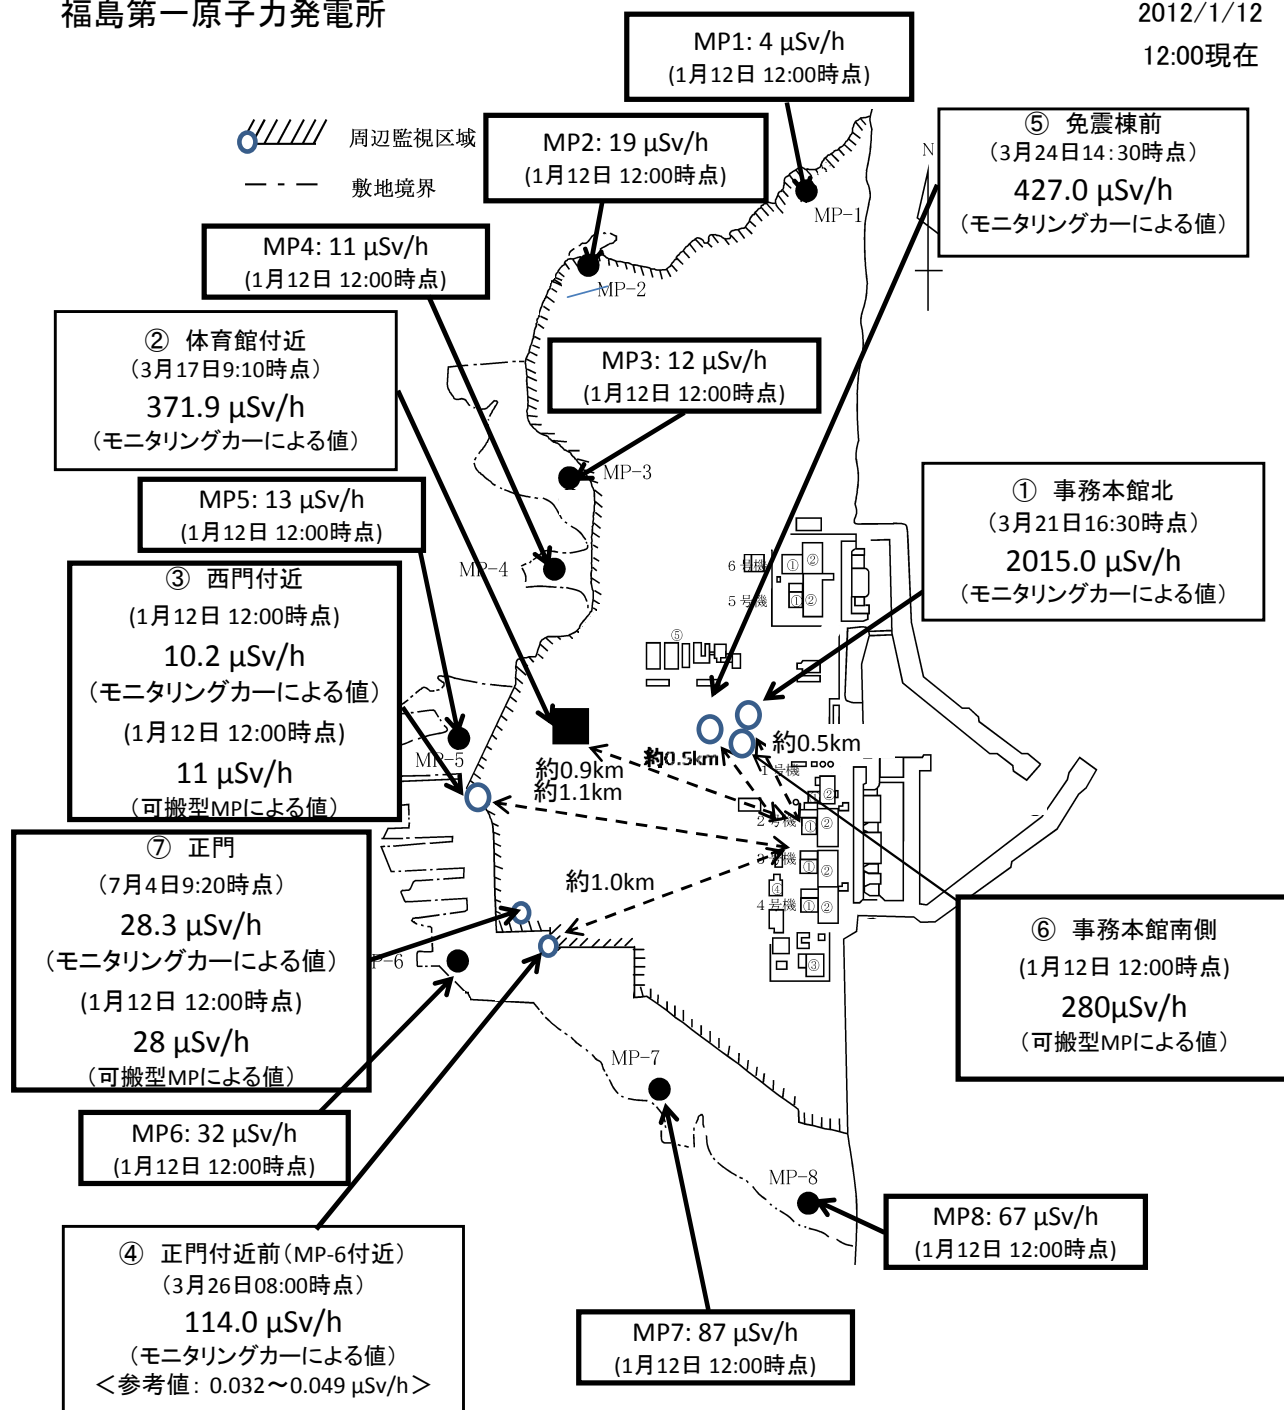 福島第一原子力発電所
2012/1/12
12:00現在
周辺監視区域
敷地境界
MP1: 4 μSv/h
(1月12日 12:00時点)
MP2: 19 μSv/h
(1月12日 12:00時点)
⑤ 免震棟前
(3月24日14:30時点)
427.0 μSv/h
(モニタリングカーによる値)
N
MP-1
MP4: 11 μSv/h
(1月12日 12:00時点)
MP-2
② 体育館付近
(3月17日9:10時点)
371.9 μSv/h
(モニタリングカーによる値)
MP3: 12 μSv/h
(1月12日 12:00時点)
MP-3
MP5: 13 μSv/h
(1月12日 12:00時点)
① 事務本館北
(3月21日16:30時点)
2015.0 μSv/h
(モニタリングカーによる値)
MP-4
6号機 ① ②
5号機 ① ②
③ 西門付近
(1月12日 12:00時点)
10.2 μSv/h
(モニタリングカーによる値)
(1月12日 12:00時点)
11 μSv/h
(可搬型MPによる値)
⑤
MP-5
約0.9km
約1.1km
約0.5km
約0.5km
1号機 ① ②
2号機 ① ②
3号機 ① ②
④
4号機 ① ②
③
約1.0km
⑦ 正門
(7月4日9:20時点)
28.3 μSv/h
(モニタリングカーによる値)
(1月12日 12:00時点)
28 μSv/h
(可搬型MPによる値)
P-6
⑥ 事務本館南側
(1月12日 12:00時点)
280μSv/h
(可搬型MPによる値)
MP-7
MP6: 32 μSv/h
(1月12日 12:00時点)
MP-8
MP8: 67 μSv/h
(1月12日 12:00時点)
④ 正門付近前(MP-6付近)
(3月26日08:00時点)
114.0 μSv/h
(モニタリングカーによる値)
<参考値: 0.032~0.049 μSv/h>
MP7: 87 μSv/h
(1月12日 12:00時点)